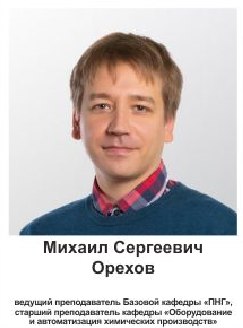 Михаил Сергеевич
Орехов
ведущий преподаватель Базовой кафедры «ПНГ»,
старший преподаватель кафедры «Оборудование
и автоматизация химических производств»